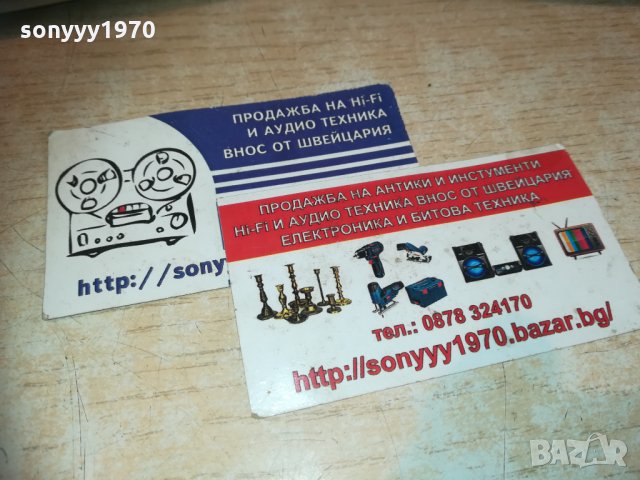 sonyyy1970
ПРОДАЖБА НА Hi-Fi
И АУДИО ТЕХНИКА
ВНОС ОТ ШВЕЙЦАРИЯ
http://sony
ПРОДАЖБА НА АНТИКИ И ИНСТУМЕНТИ
Hi-Fi И АУДИО ТЕХНИКА ВНОС ОТ ШВЕЙЦАРИЯ
ЕЛЕКТРОНИКА И БИТОВА ТЕХНИКА
тел.: 0878 324170
http://sonyyy1970.bazar.bg/
BAZAR